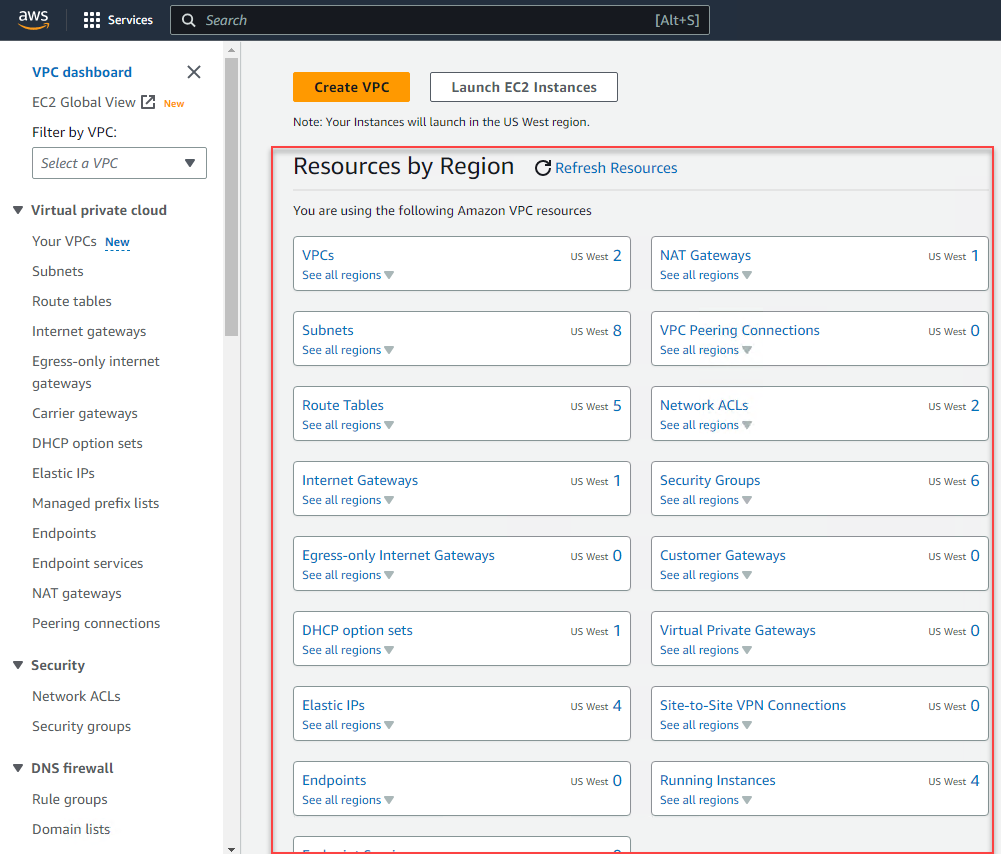 aws
Services
Search
[Alt+S]
VPC dashboard
EC2 Global View New
Filter by VPC:
Select a VPC
Virtual private cloud
Your VPCs New
Subnets
Route tables
Internet gateways
Egress-only internet
gateways
Carrier gateways
DHCP option sets
Elastic IPs
Managed prefix lists
Endpoints
Endpoint services
NAT gateways
Peering connections
Security
Network ACLs
Security groups
DNS firewall
Rule groups
Domain lists
Create VPC
Launch EC2 Instances
Note: Your Instances will launch in the US West region.
Resources by Region Refresh Resources
You are using the following Amazon VPC resources
VPCs US West 2
See all regions
NAT Gateways US West 1
See all regions
Subnets US West 8
See all regions
VPC Peering Connections US West 0
See all regions
Route Tables US West 5
See all regions
Network ACLs US West 2
See all regions
Internet Gateways US West 1
See all regions
Security Groups US West 6
See all regions
Egress-only Internet Gateways US West 0
See all regions
Customer Gateways US West 0
See all regions
DHCP option sets US West 1
See all regions
Virtual Private Gateways US West 0
See all regions
Elastic IPs US West 4
See all regions
Site-to-Site VPN Connections US West 0
See all regions
Endpoints US West 0
See all regions
Running Instances US West 4
See all regions